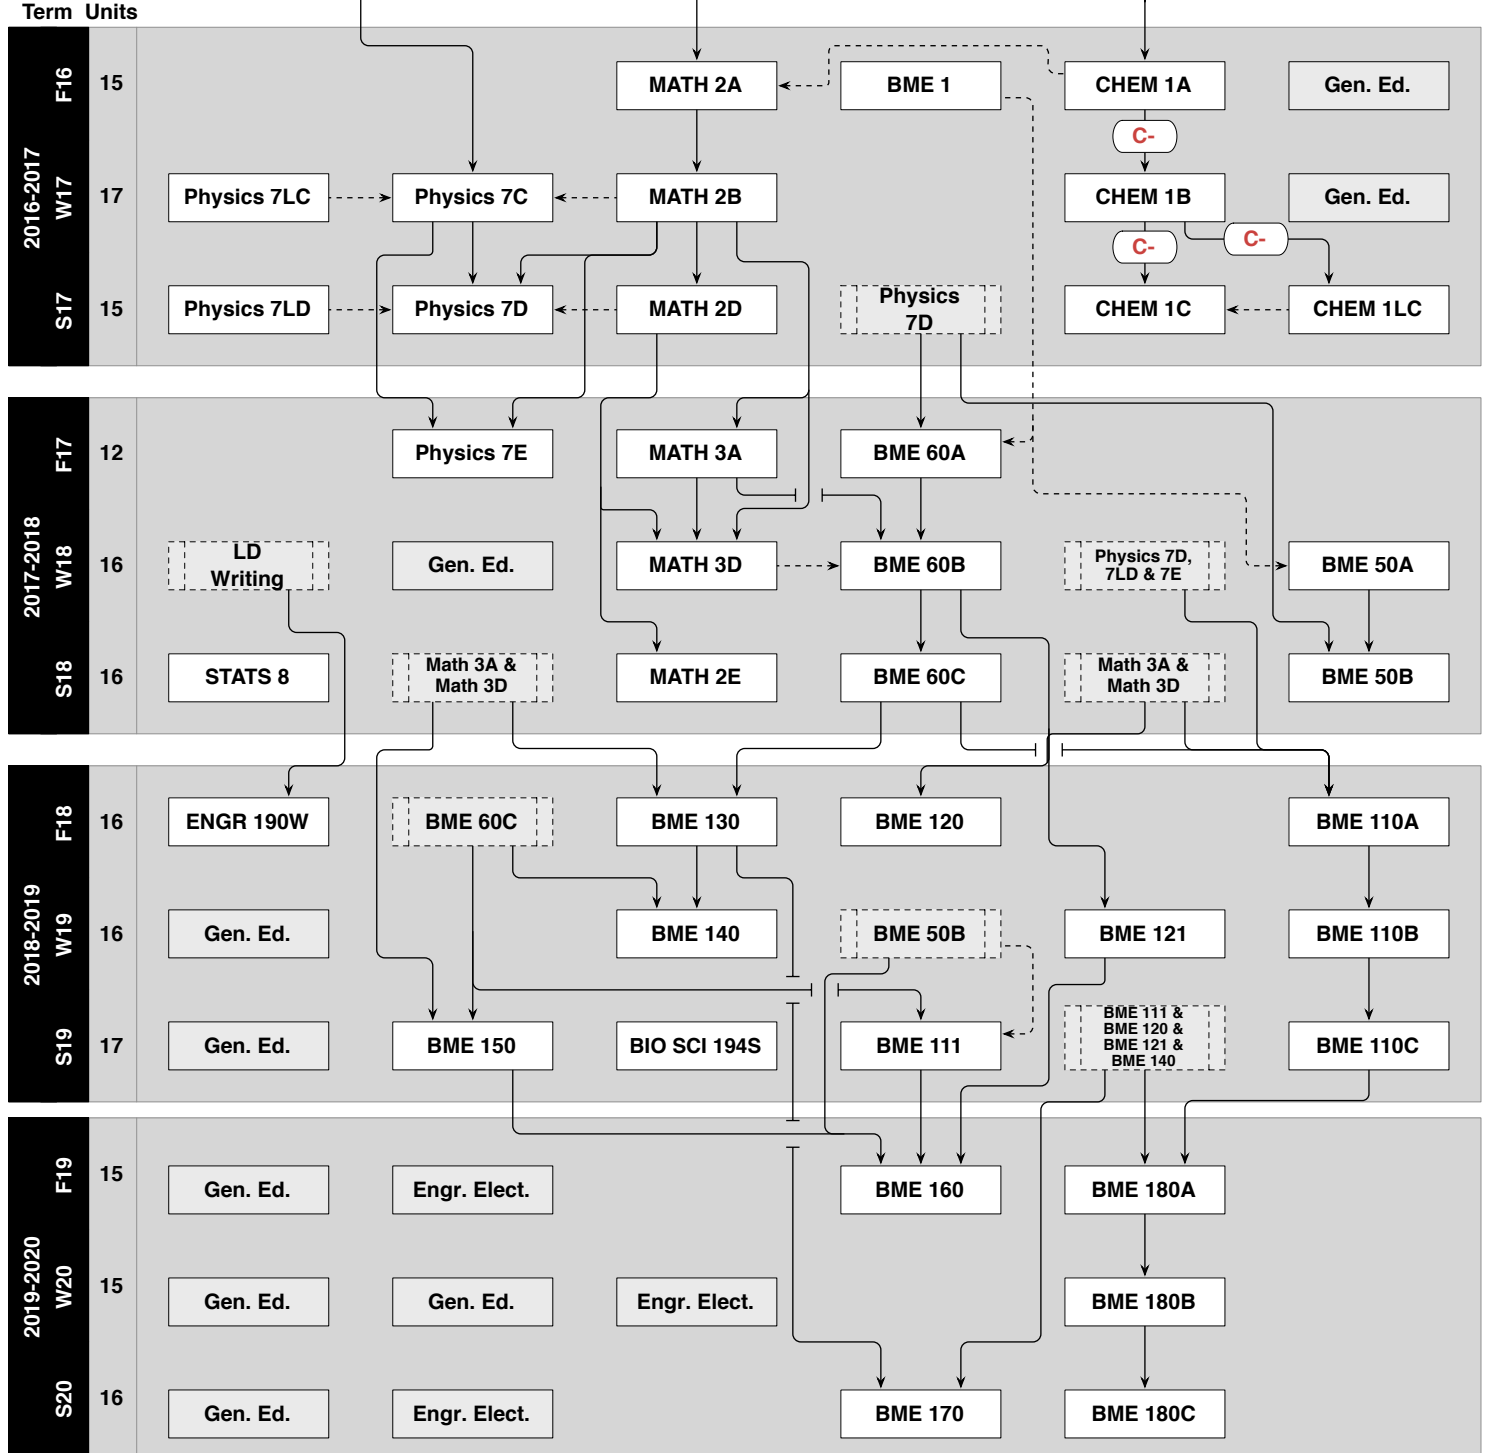 Term Units
2016-2017
F16 15 MATH 2A BME 1 CHEM 1A Gen. Ed.
C-
W17 17 Physics 7LC Physics 7C MATH 2B CHEM 1B Gen. Ed.
C- C-
S17 15 Physics 7LD Physics 7D MATH 2D Physics 7D CHEM 1C CHEM 1LC
2017-2018
F17 12 Physics 7E MATH 3A BME 60A
W18 16 LD Writing Gen. Ed. MATH 3D BME 60B Physics 7D, 7LD & 7E BME 50A
S18 16 STATS 8 Math 3A & Math 3D MATH 2E BME 60C Math 3A & Math 3D BME 50B
2018-2019
F18 16 ENGR 190W BME 60C BME 130 BME 120 BME 110A
W19 16 Gen. Ed. BME 140 BME 50B BME 121 BME 110B
S19 17 Gen. Ed. BME 150 BIO SCI 194S BME 111 BME 111 & BME 120 & BME 121 & BME 140 BME 110C
2019-2020
F19 15 Gen. Ed. Engr. Elect. BME 160 BME 180A
W20 15 Gen. Ed. Gen. Ed. Engr. Elect. BME 180B
S20 16 Gen. Ed. Engr. Elect. BME 170 BME 180C